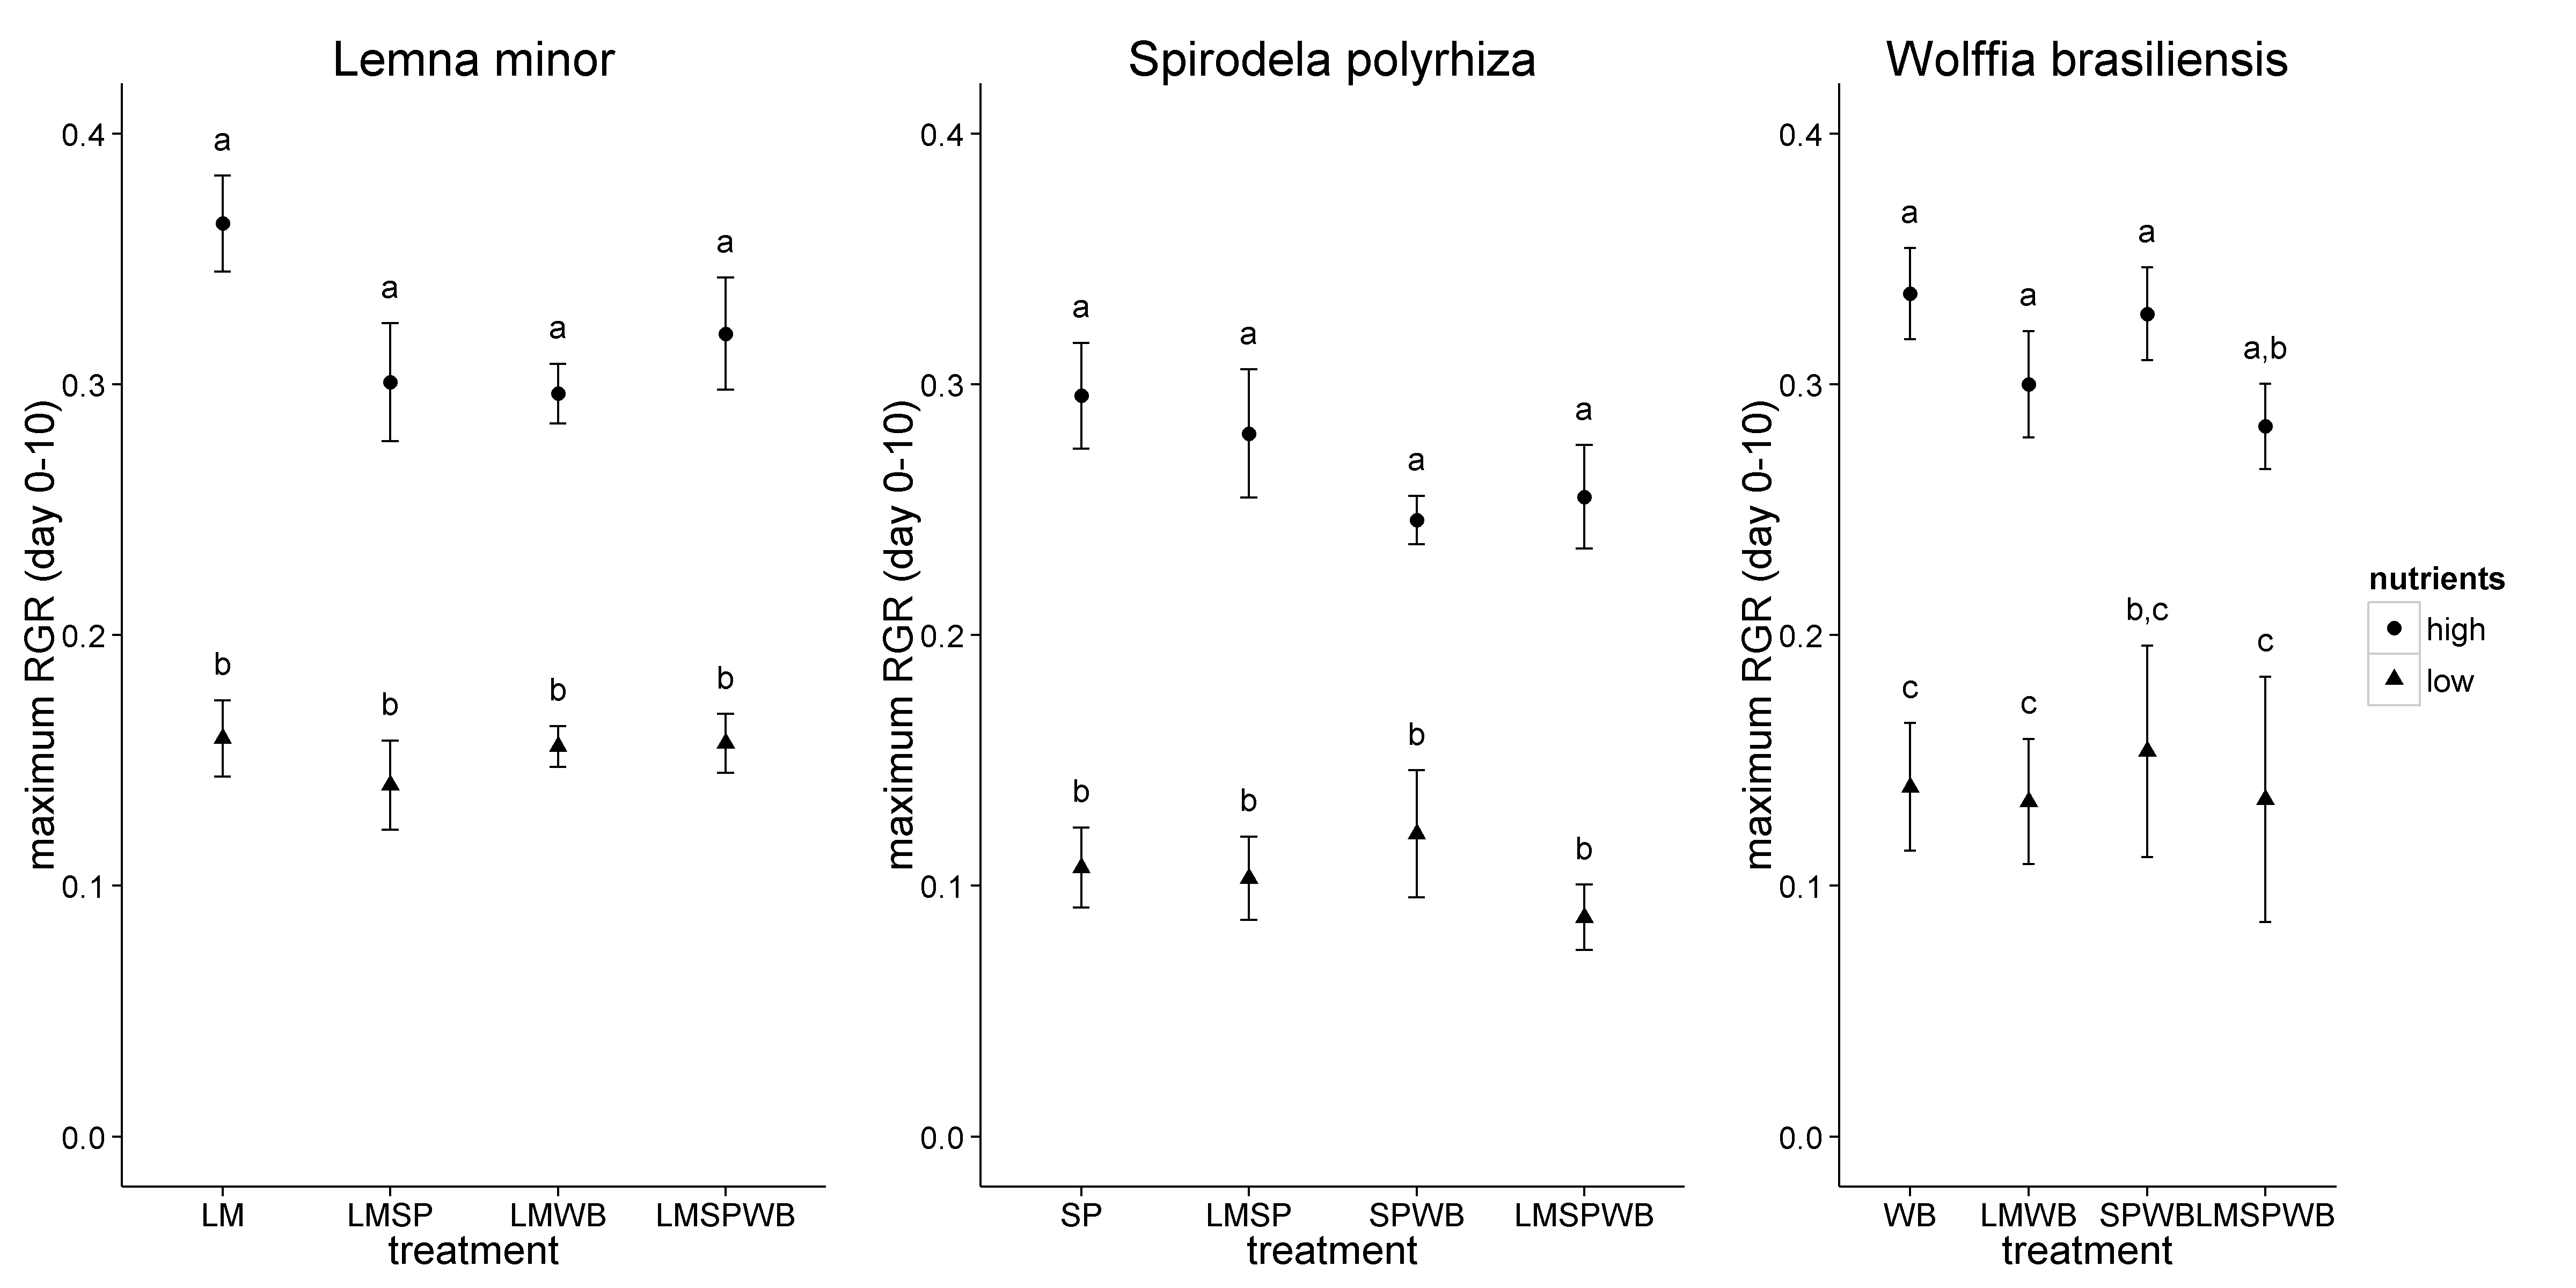 Lemna minor
maximum RGR (day 0-10)
0.4
0.3
0.2
0.1
0.0
a
a
a
a
b
b
b
b
LM LMSP LMWB LMSPWB
treatment
Spirodela polyrhiza
maximum RGR (day 0-10)
0.4
0.3
0.2
0.1
0.0
a
a
a
a
b
b
b
b
SP LMSP SPWB LMSPWB
treatment
Wolffia brasiliensis
maximum RGR (day 0-10)
0.4
0.3
0.2
0.1
0.0
a
a
a
a,b
c
c
b,c
c
WB LMWB SPWB LMSPWB
treatment
nutrients
high
low